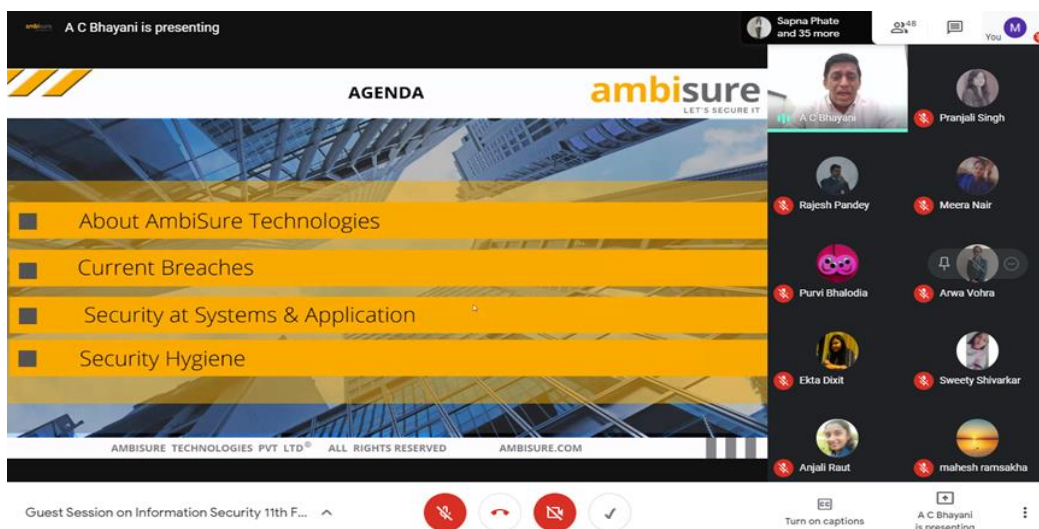 A C Bhayani is presenting
Sapna Phate
and 35 more
48
You
M
AGENDA
ambisure
LET'S SECURE IT
About AmbiSure Technologies
Current Breaches
Security at Systems & Application
Security Hygiene
AMBISURE TECHNOLOGIES PVT LTD© ALL RIGHTS RESERVED AMBISURE.COM
A C Bhayani
Pranjali Singh
Rajesh Pandey
Meera Nair
Purvi Bhalodia
Arwa Vohra
Ekta Dixit
Sweety Shivarkar
Anjali Raut
mahesh ramsakha
Guest Session on Information Security 11th F...
CC
Turn on captions
A C Bhayani
is presenting